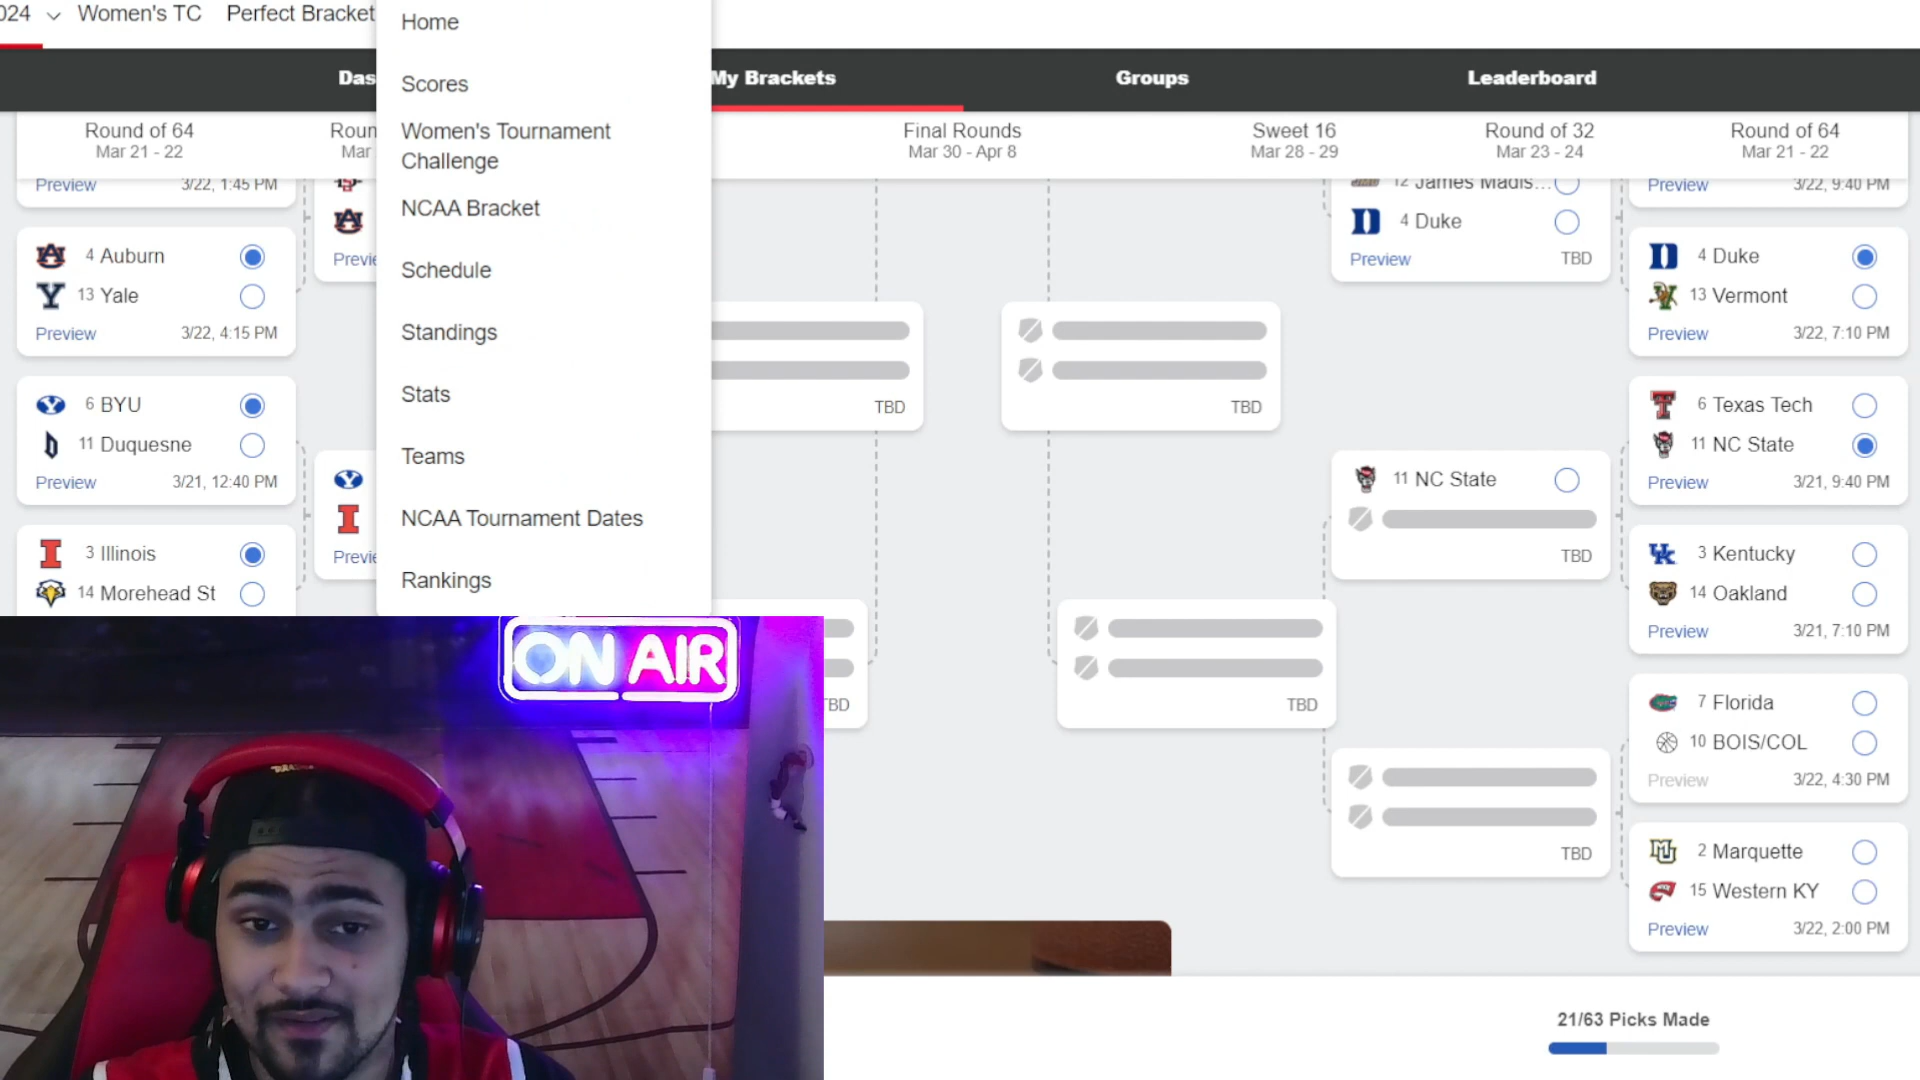 024 Women's TC Perfect Bracket
Home
Scores
Women's Tournament
Challenge
NCAA Bracket
Schedule
Standings
Stats
Teams
NCAA Tournament Dates
Rankings
Das My Brackets Groups Leaderboard
Round of 64
Mar 21 - 22
Roun
Mar
Final Rounds
Mar 30 - Apr 8
Sweet 16
Mar 28 - 29
Round of 32
Mar 23 - 24
Round of 64
Mar 21 - 22
Preview 3/22, 1:45 PM
4 Auburn
13 Yale
Preview 3/22, 4:15 PM
6 BYU
11 Duquesne
Preview 3/21, 12:40 PM
3 Illinois
14 Morehead St
Previe
Previe
TBD
TBD
TBD
TBD
12 James Madis...
4 Duke
Preview TBD
11 NC State
TBD
TBD
Preview 3/22, 9:40 PM
4 Duke
13 Vermont
Preview 3/22, 7:10 PM
6 Texas Tech
11 NC State
Preview 3/21, 9:40 PM
3 Kentucky
14 Oakland
Preview 3/21, 7:10 PM
7 Florida
10 BOIS/COL
Preview 3/22, 4:30 PM
2 Marquette
15 Western KY
Preview 3/22, 2:00 PM
21/63 Picks Made
ON AIR